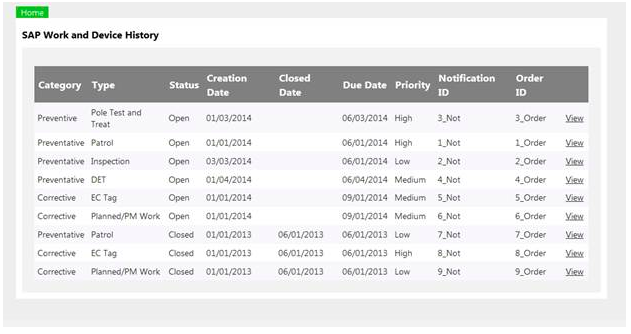 Home
SAP Work and Device History
Category Type Status Creation Date Closed Date Due Date Priority Notification ID Order ID
Preventive Pole Test and Treat Open 01/03/2014 06/03/2014 High 3_Not 3_Order View
Preventative Patrol Open 01/01/2014 06/01/2014 High 1_Not 1_Order View
Preventative Inspection Open 03/03/2014 06/01/2014 Low 2_Not 2_Order View
Preventative DET Open 01/04/2014 06/04/2014 Medium 4_Not 4_Order View
Corrective EC Tag Open 01/01/2014 09/01/2014 Medium 5_Not 5_Order View
Corrective Planned/PM Work Open 01/01/2014 09/01/2014 Medium 6_Not 6_Order View
Preventative Patrol Closed 01/01/2013 06/01/2013 06/01/2013 Low 7_Not 7_Order View
Corrective EC Tag Closed 01/01/2013 06/01/2013 06/01/2013 High 8_Not 8_Order View
Corrective Planned/PM Work Closed 01/01/2013 06/01/2013 06/01/2013 Low 9_Not 9_Order View